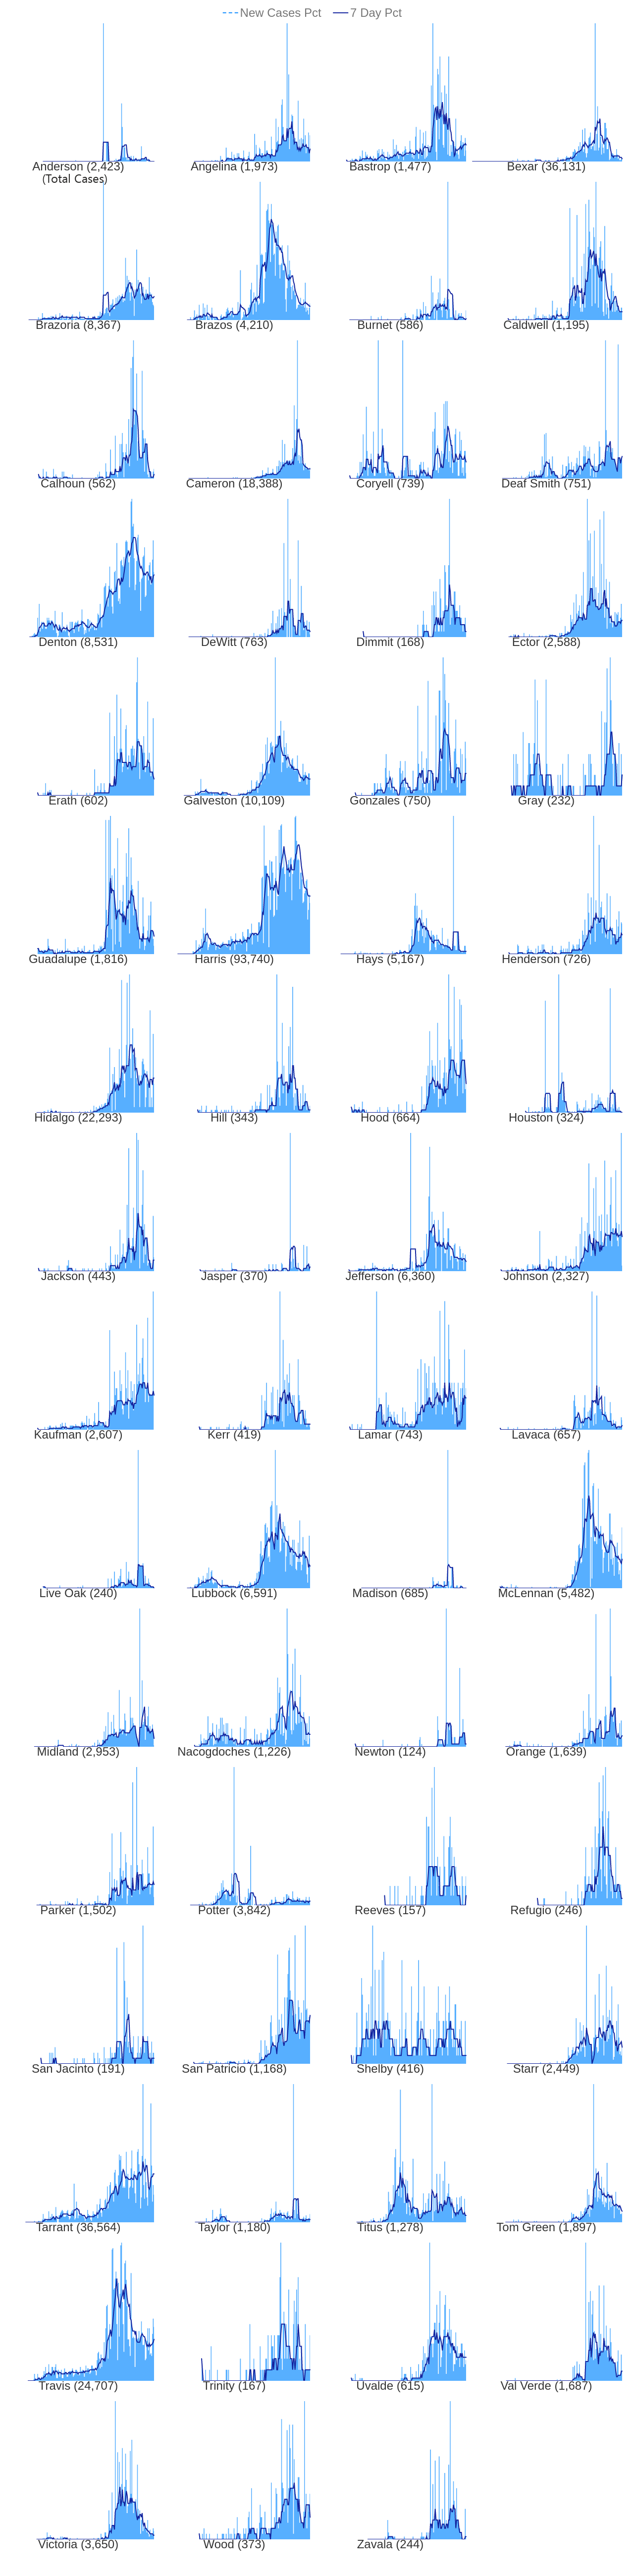 New Cases Pct 7 Day Pct
Anderson (2,423) Angelina (1,973) Bastrop (1,477) Bexar (36,131)
(Total Cases)
Brazoria (8,367) Brazos (4,210) Burnet (586) Caldwell (1,195)
Calhoun (562) Cameron (18,388) Coryell (739) Deaf Smith (751)
Denton (8,531) DeWitt (763) Dimmit (168) Ector (2,588)
Erath (602) Galveston (10,109) Gonzales (750) Gray (232)
Guadalupe (1,816) Harris (93,740) Hays (5,167) Henderson (726)
Hidalgo (22,293) Hill (343) Hood (664) Houston (324)
Jackson (443) Jasper (370) Jefferson (6,360) Johnson (2,327)
Kaufman (2,607) Kerr (419) Lamar (743) Lavaca (657)
Live Oak (240) Lubbock (6,591) Madison (685) McLennan (5,482)
Midland (2,953) Nacogdoches (1,226) Newton (124) Orange (1,639)
Parker (1,502) Potter (3,842) Reeves (157) Refugio (246)
San Jacinto (191) San Patricio (1,168) Shelby (416) Starr (2,449)
Tarrant (36,564) Taylor (1,180) Titus (1,278) Tom Green (1,897)
Travis (24,707) Trinity (167) Uvalde (615) Val Verde (1,687)
Victoria (3,650) Wood (373) Zavala (244)